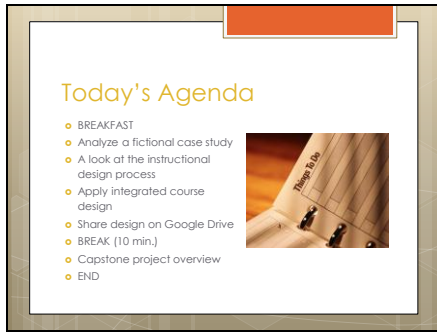 Today's Agenda
BREAKFAST
Analyze a fictional case study
A look at the instructional
design process
Apply integrated course
design
Share design on Google Drive
BREAK (10 min.)
Capstone project overview
END
Things To Do